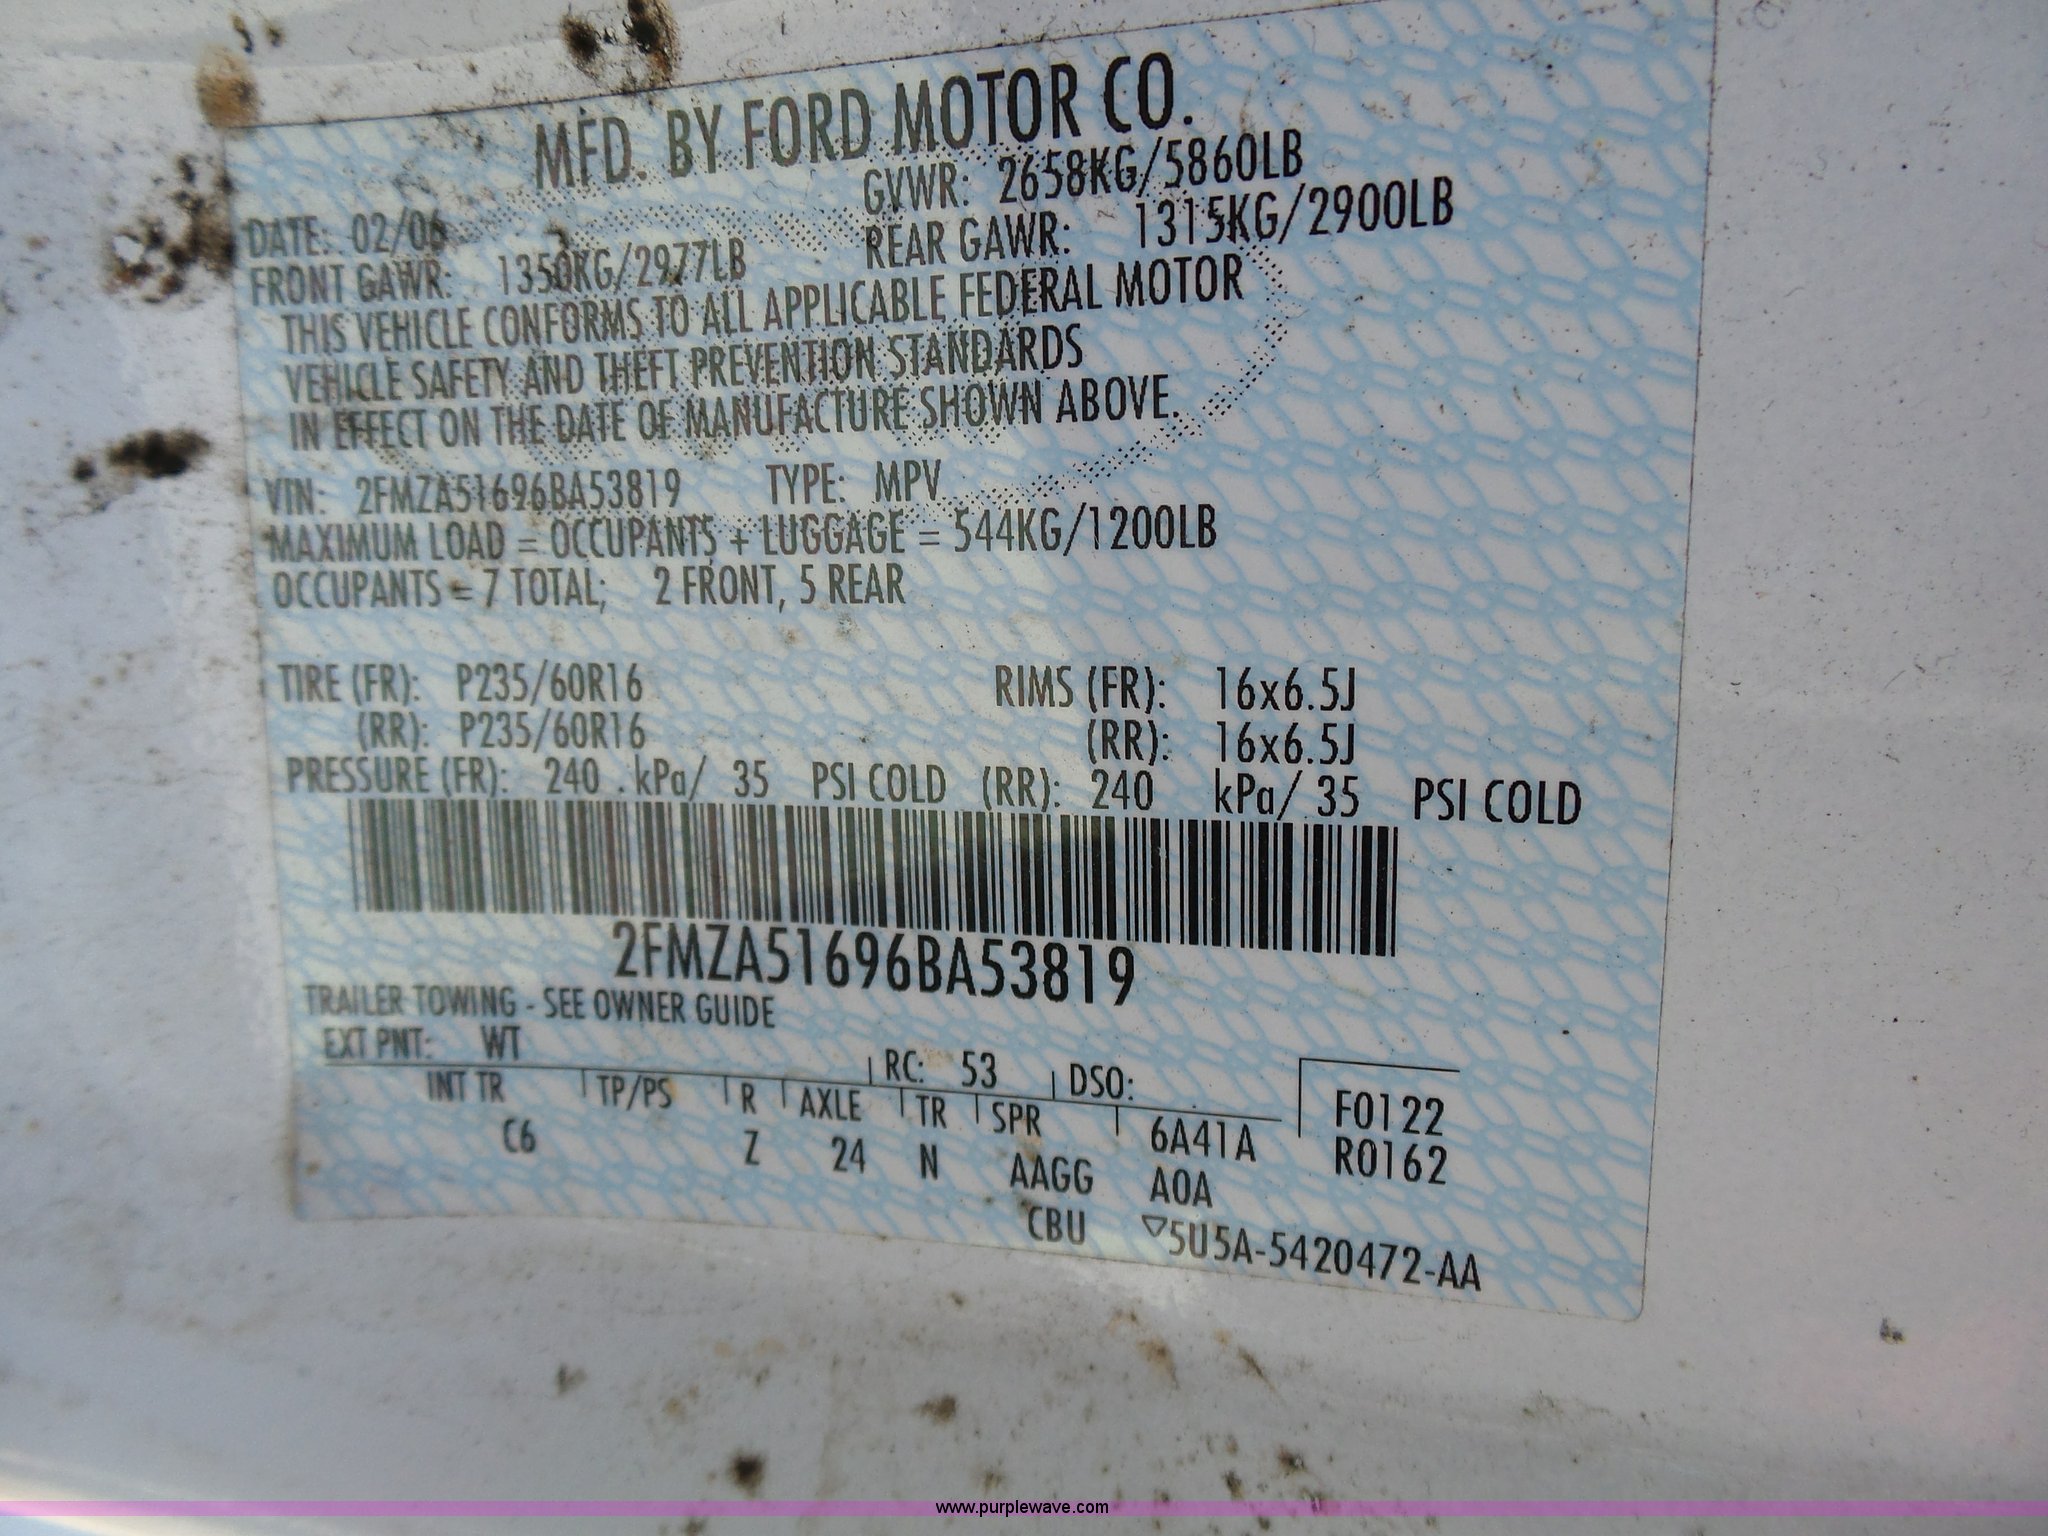 MFD. BY FORD MOTOR CO.
DATE: 02/06 GVWR: 2658KG/5860LB
FRONT GAWR: 1350KG/2977LB REAR GAWR: 1315KG/2900LB
THIS VEHICLE CONFORMS TO ALL APPLICABLE FEDERAL MOTOR
VEHICLE SAFETY AND THEFT PREVENTION STANDARDS
IN EFFECT ON THE DATE OF MANUFACTURE SHOWN ABOVE.
VIN: 2FMZA51696BA53819 TYPE: MPV
MAXIMUM LOAD = OCCUPANTS + LUGGAGE = 544KG/1200LB
OCCUPANTS = 7 TOTAL; 2 FRONT, 5 REAR
TIRE (FR): P235/60R16 RIMS (FR): 16x6.5J
(RR): P235/60R16 (RR): 16x6.5J
PRESSURE (FR): 240 kPa/ 35 PSI COLD (RR): 240 kPa/ 35 PSI COLD
2FMZA51696BA53819
TRAILER TOWING - SEE OWNER GUIDE
EXT PNT: WT RC: 53 DSO:
INT TR TP/PS R AXLE TR SPR 6A41A F0122
C6 Z 24 N AAGG A0A R0162
CBU ▽5U5A-5420472-AA
www.purplewave.com